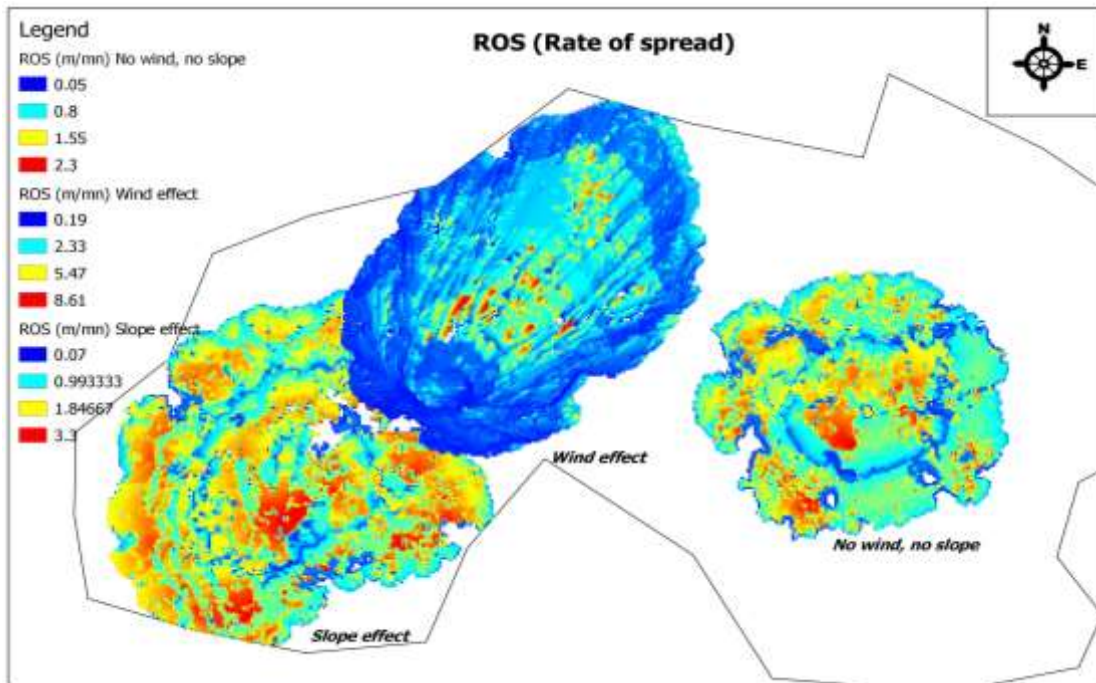 Legend
ROS (Rate of spread)
N
E
ROS (m/mn) No wind, no slope
0.05
0.8
1.55
2.3
ROS (m/mn) Wind effect
0.19
2.33
5.47
8.61
ROS (m/mn) Slope effect
0.07
0.993333
1.84667
3.3
Wind effect
No wind, no slope
Slope effect